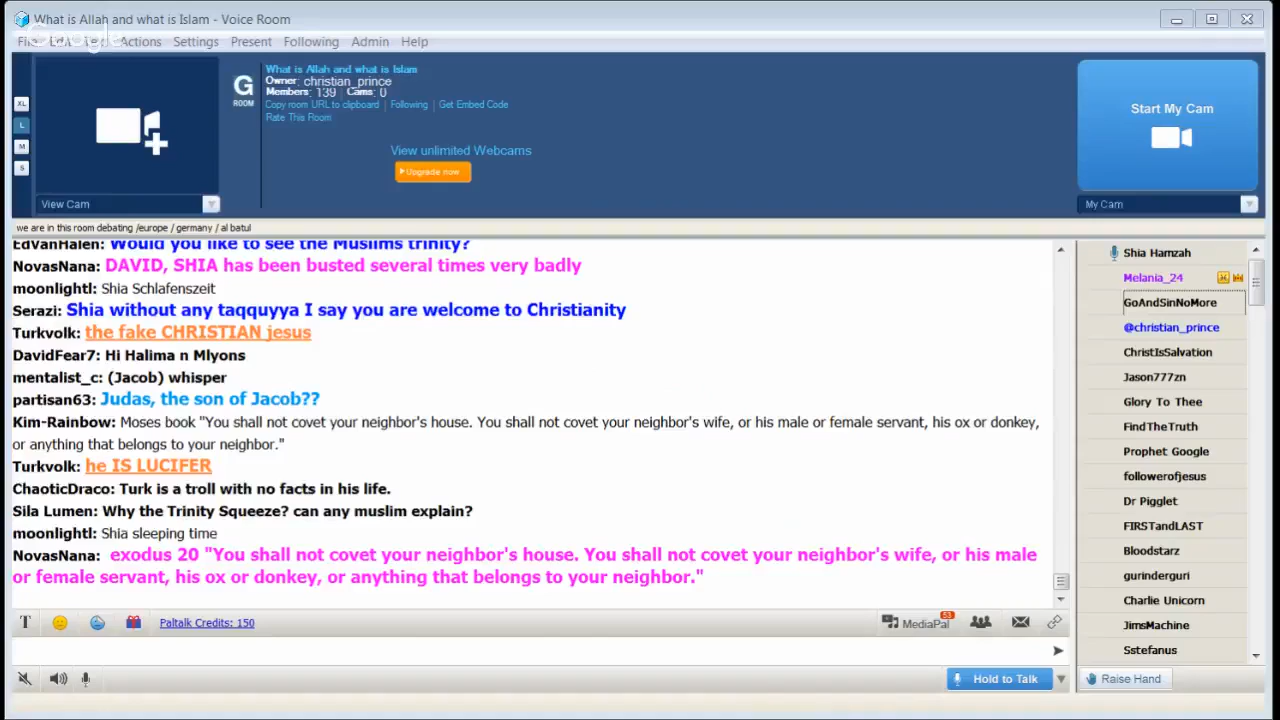 What is Allah and what is Islam - Voice Room
Google
Actions Settings Present Following Admin Help
XL
L
M
S
G
ROOM
What is Allah and what is Islam
Owner: christian_prince
Members: 139 Cams: 0
Copy room URL to clipboard | Following | Get Embed Code
Rate This Room
View unlimited Webcams
Upgrade now
Start My Cam
View Cam
My Cam
we are in this room debating /europe / germany / al batul
EdVanHalen: Would you like to see the Muslims trinity?
NovasNana: DAVID, SHIA has been busted several times very badly
moonlightl: Shia Schlafenszeit
Serazi: Shia without any taqquyya I say you are welcome to Christianity
Turkvolk: the fake CHRISTIAN jesus
DavidFear7: Hi Halima n Mlyons
mentalist_c: (Jacob) whisper
partisan63: Judas, the son of Jacob??
Kim-Rainbow: Moses book "You shall not covet your neighbor's house. You shall not covet your neighbor's wife, or his male or female servant, his ox or donkey,
or anything that belongs to your neighbor."
Turkvolk: he IS LUCIFER
ChaoticDraco: Turk is a troll with no facts in his life.
Sila Lumen: Why the Trinity Squeeze? can any muslim explain?
moonlightl: Shia sleeping time
NovasNana: exodus 20 "You shall not covet your neighbor's house. You shall not covet your neighbor's wife, or his male
or female servant, his ox or donkey, or anything that belongs to your neighbor."
Shia Hamzah
Melania_24
GoAndSinNoMore
@christian_prince
ChristIsSalvation
Jason777zn
Glory To Thee
FindTheTruth
Prophet Google
followerofjesus
Dr Pigglet
FIRSTandLAST
Bloodstarz
gurinderguri
Charlie Unicorn
JimsMachine
Sstefanus
T
Paltalk Credits: 150
MediaPal
53
Hold to Talk
Raise Hand